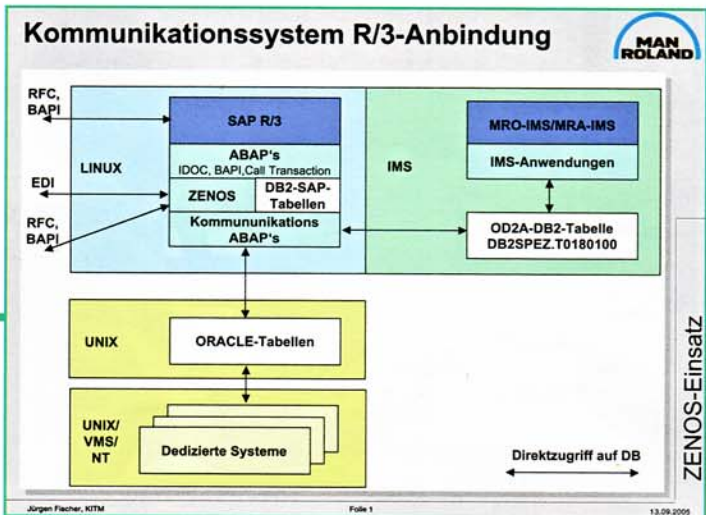 Kommunikationssystem R/3-Anbindung
MAN
ROLAND
RFC,
BAPI
SAP R/3
MRO-IMS/MRA-IMS
LINUX
ABAP's
IDOC, BAPI,Call Transaction
IMS
IMS-Anwendungen
EDI
ZENOS
DB2-SAP-
Tabellen
RFC,
BAPI
Kommununikations
ABAP's
OD2A-DB2-Tabelle
DB2SPEZ.T0180100
UNIX
ORACLE-Tabellen
UNIX/
VMS/
NT
Dedizierte Systeme
Direktzugriff auf DB
ZENOS-Einsatz
Jürgen Fischer, KITM
Folie 1
13.09.2005